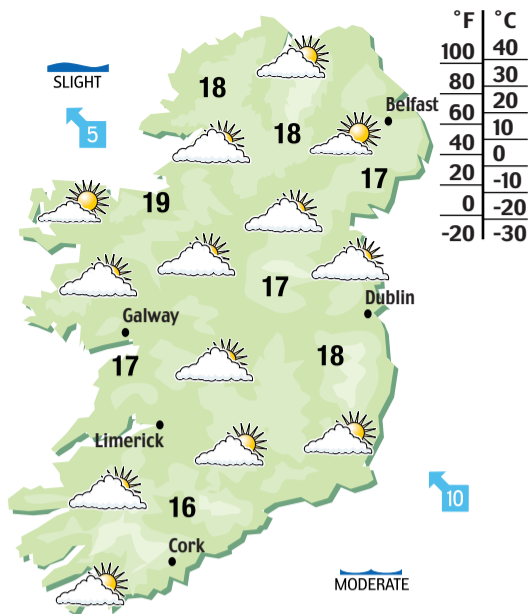 °F °C
100 40
80 30
60 20
40 10
20 0
0 -10
-20 -20
-30
SLIGHT
5
18
Belfast
18
17
19
17
Dublin
Galway
17
18
Limerick
10
16
Cork
MODERATE